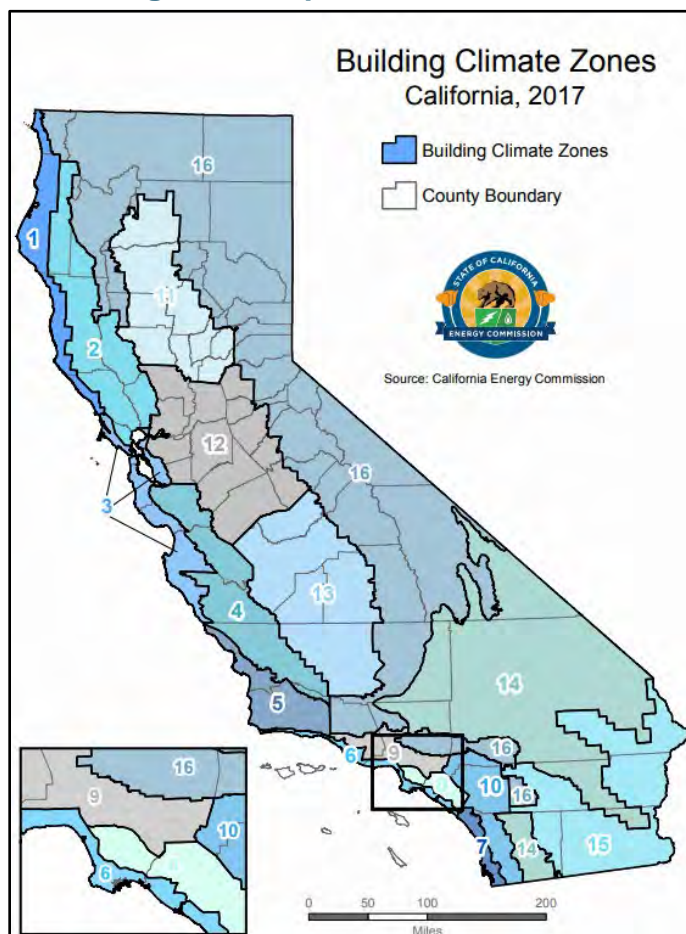 Building Climate Zones
California, 2017
Building Climate Zones
County Boundary
STATE OF CALIFORNIA
ENERGY COMMISSION
Source: California Energy Commission
16
1
11
2
12
16
3
13
4
14
5
6
9
16
10
16
7
14
15
16
9
10
6
0 50 100 200
Miles